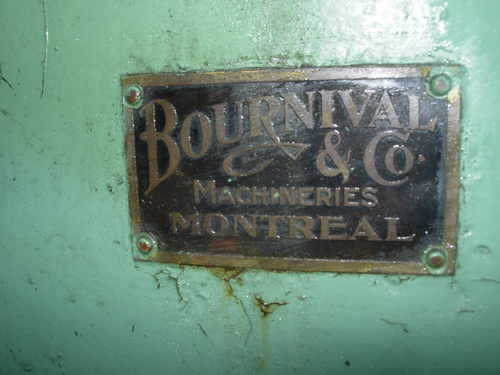 BOURNIVAL
& CO.
MACHINERIES
MONTREAL